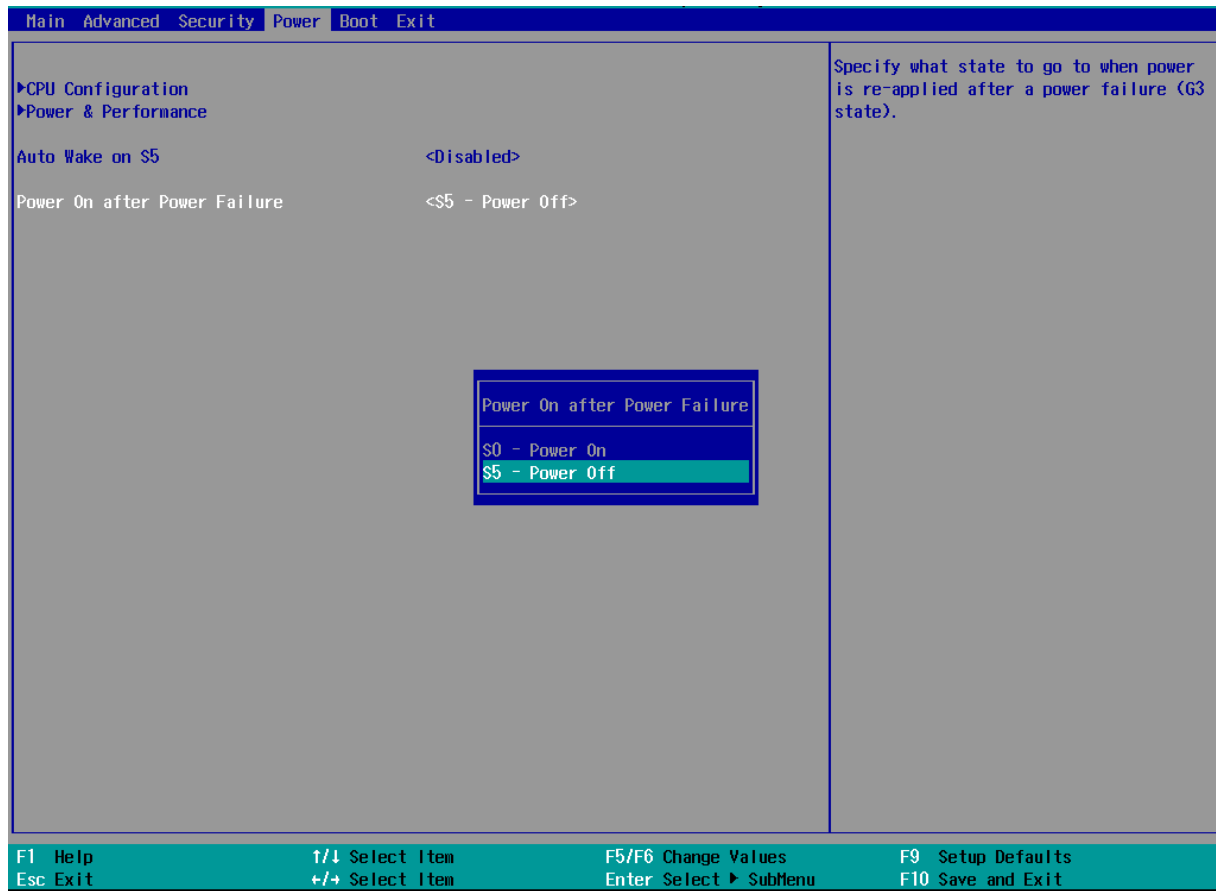 Main Advanced Security Power Boot Exit
▶CPU Configuration
▶Power & Performance
Auto Wake on S5 <Disabled>
Power On after Power Failure <S5 - Power Off>
Specify what state to go to when power
is re-applied after a power failure (G3
state).
Power On after Power Failure
S0 - Power On
S5 - Power Off
F1 Help ↑/↓ Select Item F5/F6 Change Values F9 Setup Defaults
Esc Exit ←/→ Select Item Enter Select ▶ SubMenu F10 Save and Exit